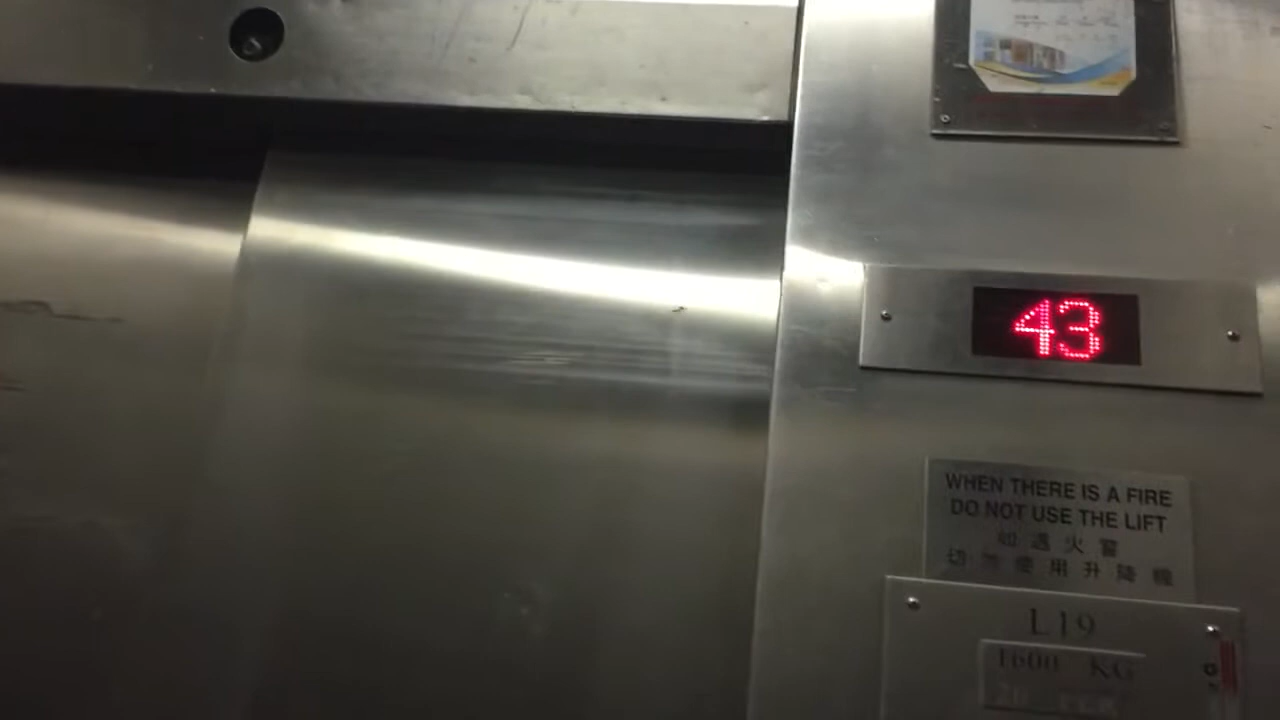 43
WHEN THERE IS A FIRE
DO NOT USE THE LIFT
如遇火警
切勿使用升降機
L19
1600 KG